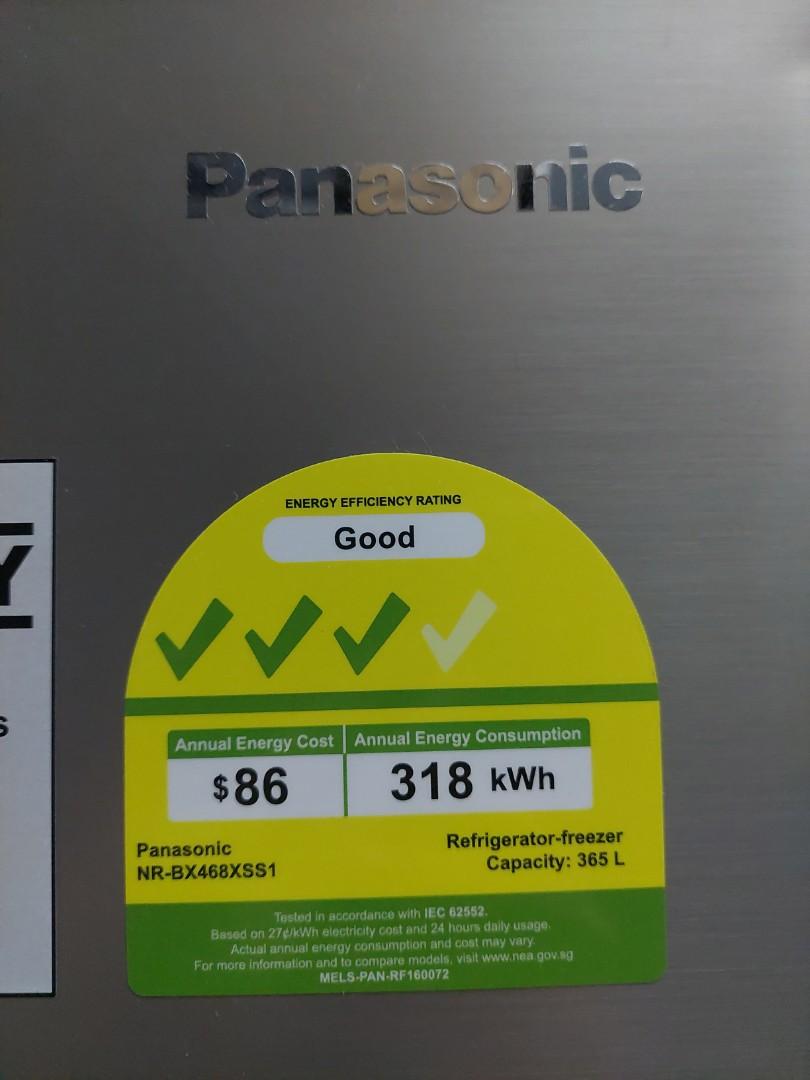 Panasonic
Y
s
ENERGY EFFICIENCY RATING
Good
Annual Energy Cost
Annual Energy Consumption
$86
318 kWh
Panasonic
NR-BX468XSS1
Refrigerator-freezer
Capacity: 365 L
Tested in accordance with IEC 62552.
Based on 27¢/kWh electricity cost and 24 hours daily usage.
Actual annual energy consumption and cost may vary.
For more information and to compare models, visit www.nea.gov.sg
MELS-PAN-RF160072